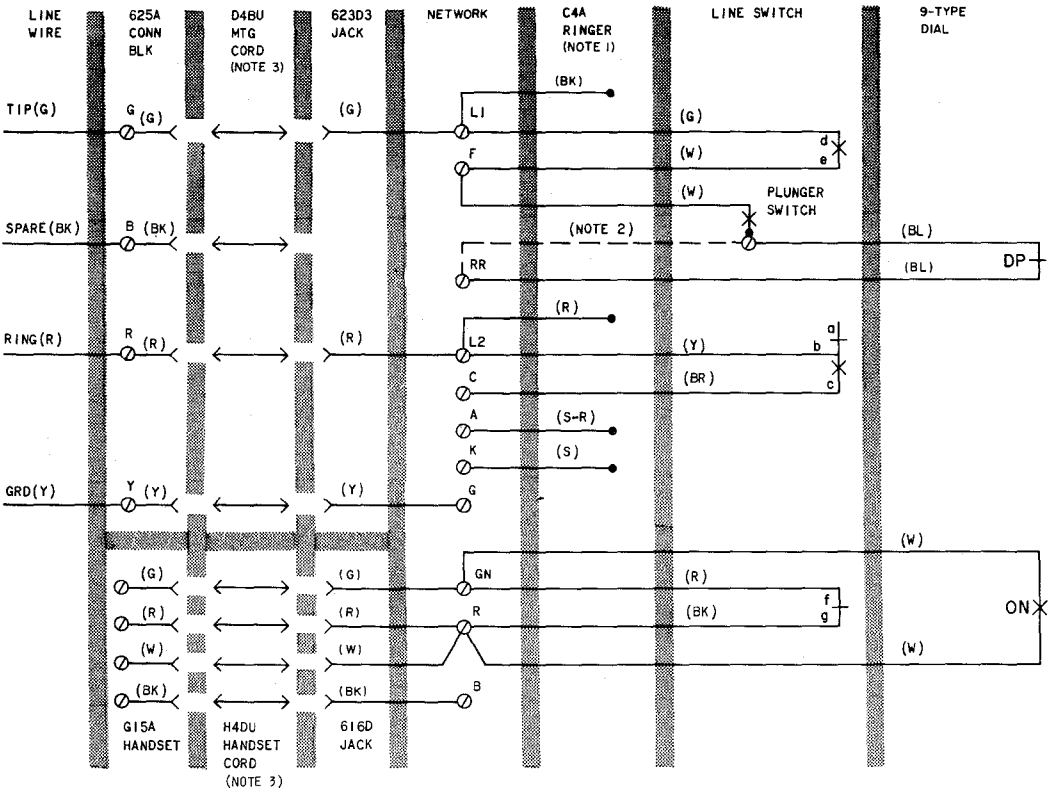 LINE
WIRE
625A
CONN
BLK
D4BU
MTG
CORD
(NOTE 3)
623D3
JACK
NETWORK
C4A
RINGER
(NOTE 1)
LINE SWITCH
9-TYPE
DIAL
(BK)
TIP(G)
G
(G)
(G)
L1
(G)
d
e
F
(W)
(W)
PLUNGER
SWITCH
SPARE(BK)
B
(BK)
(NOTE 2)
(BL)
RR
(BL)
DP
(R)
RING(R)
R
(R)
(R)
L2
(Y)
a
b
c
C
(BR)
A
(S-R)
K
(S)
GRD(Y)
Y
(Y)
(Y)
G
(W)
(G)
(G)
GN
(R)
f
g
ON
(R)
(R)
R
(BK)
(W)
(W)
(W)
(BK)
(BK)
B
G15A
HANDSET
H4DU
HANDSET
CORD
(NOTE 3)
616D
JACK